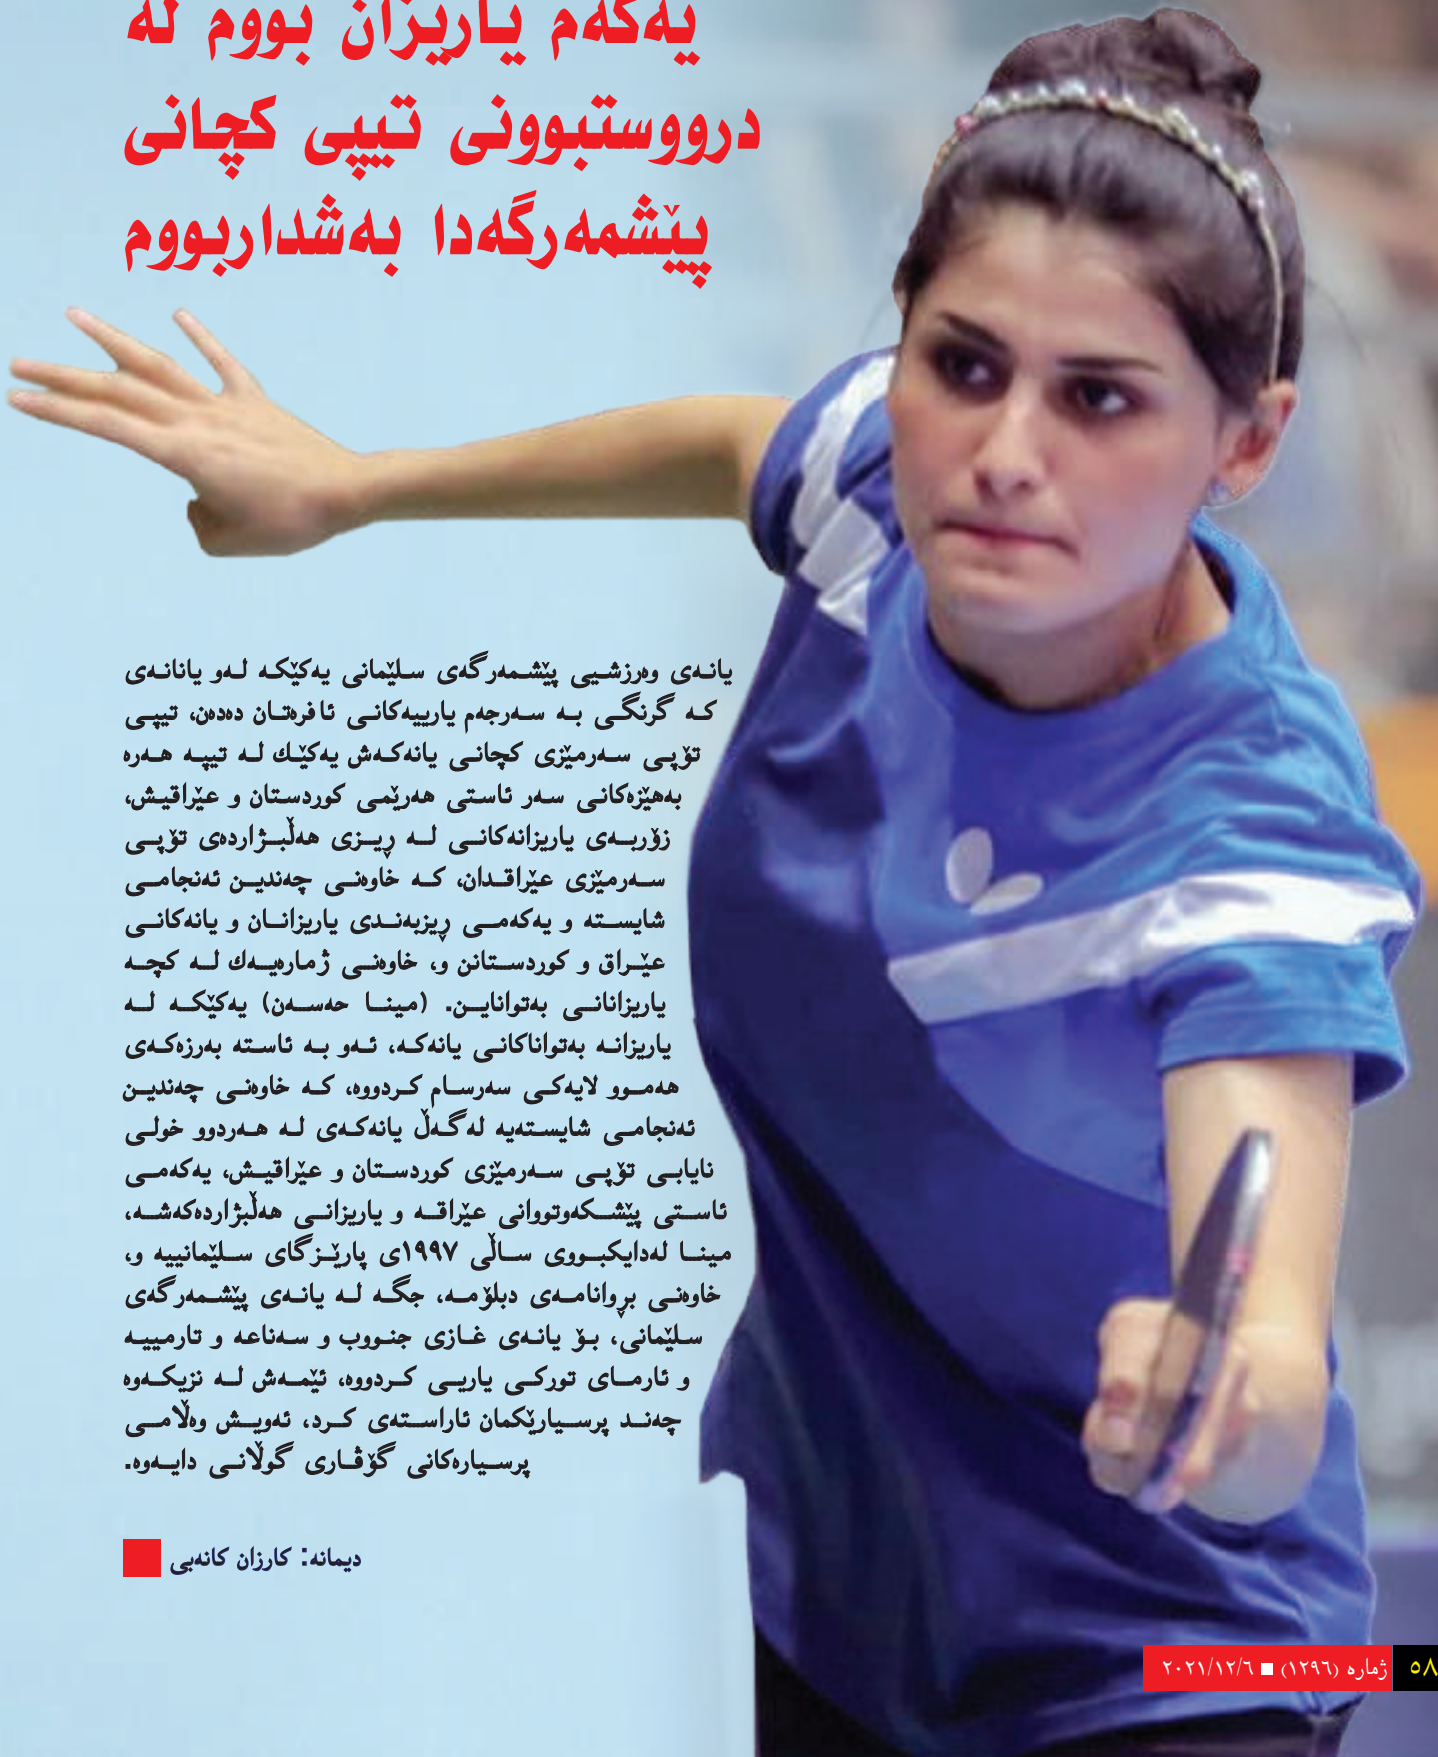 یەکەم یاریزان بووم لە
درووستبوونی تیپی کچانی
پێشمەرگەدا بەشداربووم
یانەی وەرزشیی پێشمەرگەی سلێمانی یەکێکە لەو یانانەی
کە گرنگی بە سەرجەم یارییەکانی ئافرەتان دەدەن، تیپی
تۆپی سەرمێزی کچانی یانەکەش یەکێك لە تیپە هەرە
بەهێزەکانی سەر ئاستی هەرێمی کوردستان و عێراقیش،
زۆربەی یاریزانەکانی لە ڕیزی هەڵبژاردەی تۆپی
سەرمێزی عێراقدان، کە خاوەنی چەندین ئەنجامی
شایستە و یەکەمی ڕیزبەندی یاریزانان و یانەکانی
عێراق و کوردستانن و، خاوەنی ژمارەیەك لە کچە
یاریزانانی بەتواناین. (مینا حەسەن) یەکێکە لە
یاریزانە بەتواناکانی یانەکە، ئەو بە ئاستە بەرزەکەی
هەموو لایەکی سەرسام کردووە، کە خاوەنی چەندین
ئەنجامی شایستەیە لەگەڵ یانەکەی لە هەردوو خولی
نایابی تۆپی سەرمێزی کوردستان و عێراقیش، یەکەمی
ئاستی پێشکەوتووانی عێراقە و یاریزانی هەڵبژاردەکەشە،
مینا لەدایکبووی ساڵی ١٩٩٧ی پارێزگای سلێمانییە و،
خاوەنی بڕوانامەی دبلۆمە، جگە لە یانەی پێشمەرگەی
سلێمانی، بۆ یانەی غازی جنووب و سەناعە و تارمییە
و ئارمای تورکی یاریی کردووە، ئێمەش لە نزیکەوە
چەند پرسیارێکمان ئاراستەی کرد، ئەویش وەڵامی
پرسیارەکانی گۆڤاری گوڵانی دایەوە.
دیمانە: کارزان کانەبی
ژمارە (١٢٩٦) ■ ٢٠٢١/١٢/٦
٥٨